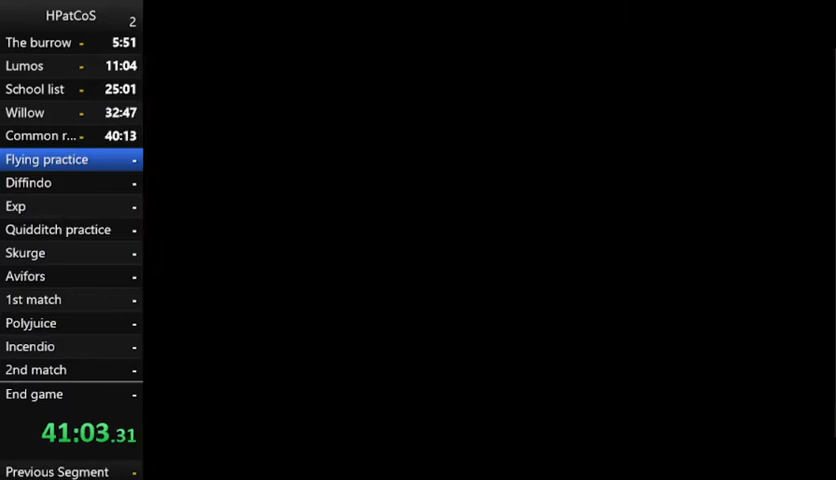 HPatCoS
2
The burrow - 5:51
Lumos - 11:04
School list - 25:01
Willow - 32:47
Common r... - 40:13
Flying practice -
Diffindo -
Exp -
Quidditch practice -
Skurge -
Avifors -
1st match -
Polyjuice -
Incendio -
2nd match -
End game -
41:03.31
Previous Segment -